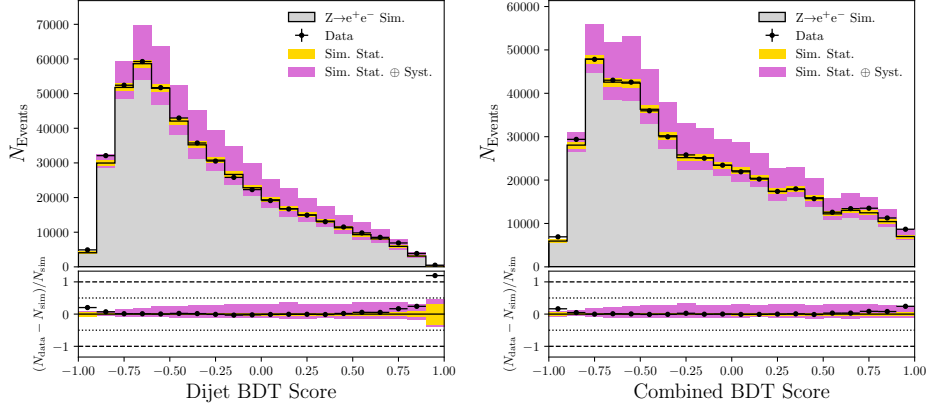 70000
60000
50000
40000
30000
20000
10000
0
N_Events
Z→e⁺e⁻ Sim.
Data
Sim. Stat.
Sim. Stat. ⊕ Syst.
1
0
−1
(N_data − N_sim)/N_sim
−1.00 −0.75 −0.50 −0.25 0.00 0.25 0.50 0.75 1.00
Dijet BDT Score
60000
50000
40000
30000
20000
10000
0
N_Events
Z→e⁺e⁻ Sim.
Data
Sim. Stat.
Sim. Stat. ⊕ Syst.
1
0
−1
(N_data − N_sim)/N_sim
−1.00 −0.75 −0.50 −0.25 0.00 0.25 0.50 0.75 1.00
Combined BDT Score